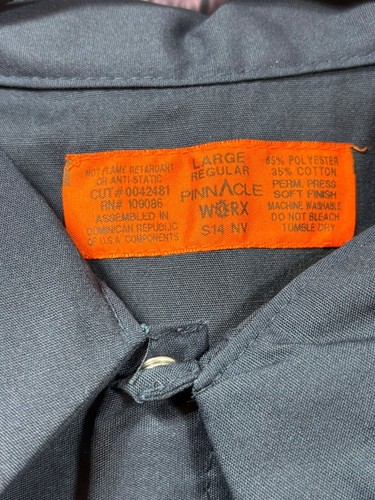 NOT FLAME RETARDANT
OR ANTI-STATIC
CUT# 0042481
RN# 109086
ASSEMBLED IN
DOMINICAN REPUBLIC
OF U.S.A. COMPONENTS
LARGE
REGULAR
PINNACLE
WORX
S14 NV
65% POLYESTER
35% COTTON
PERM. PRESS
SOFT FINISH
MACHINE WASHABLE
DO NOT BLEACH
TUMBLE DRY